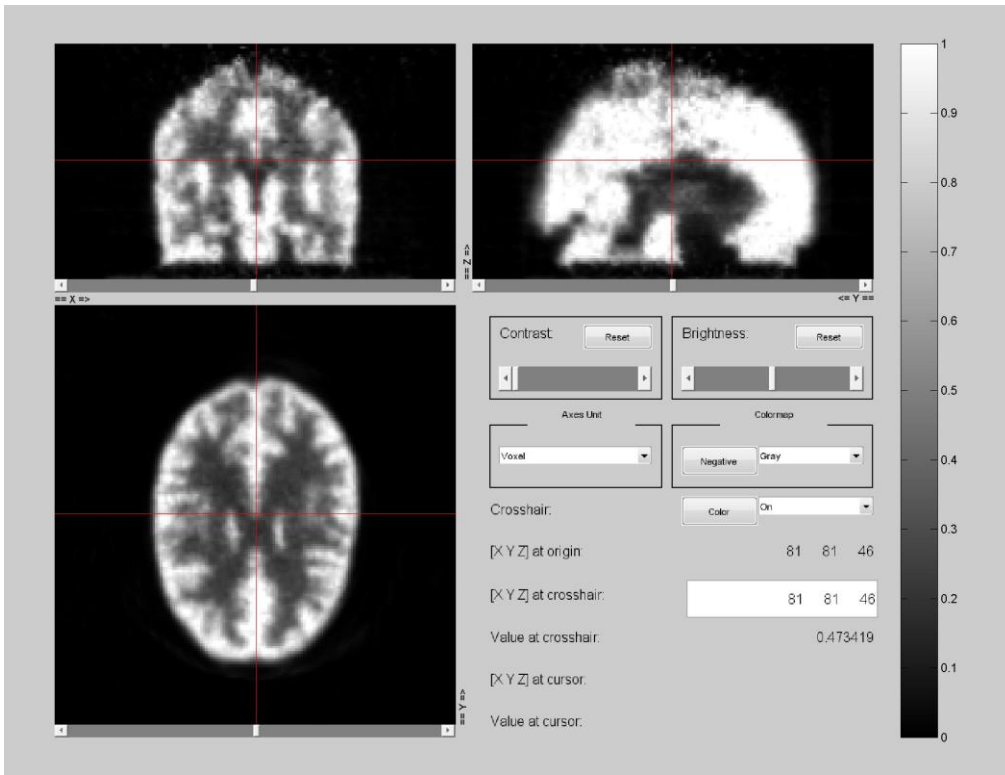 == Z =>
== X =>
<= Y ==
Contrast:
Reset
Brightness:
Reset
Axes Unit
Colormap
Voxel
Negative
Gray
Crosshair:
Color
On
[X Y Z] at origin:
81 81 46
[X Y Z] at crosshair:
81 81 46
Value at crosshair:
0.473419
[X Y Z] at cursor:
Value at cursor:
== Y =>
1
0.9
0.8
0.7
0.6
0.5
0.4
0.3
0.2
0.1
0